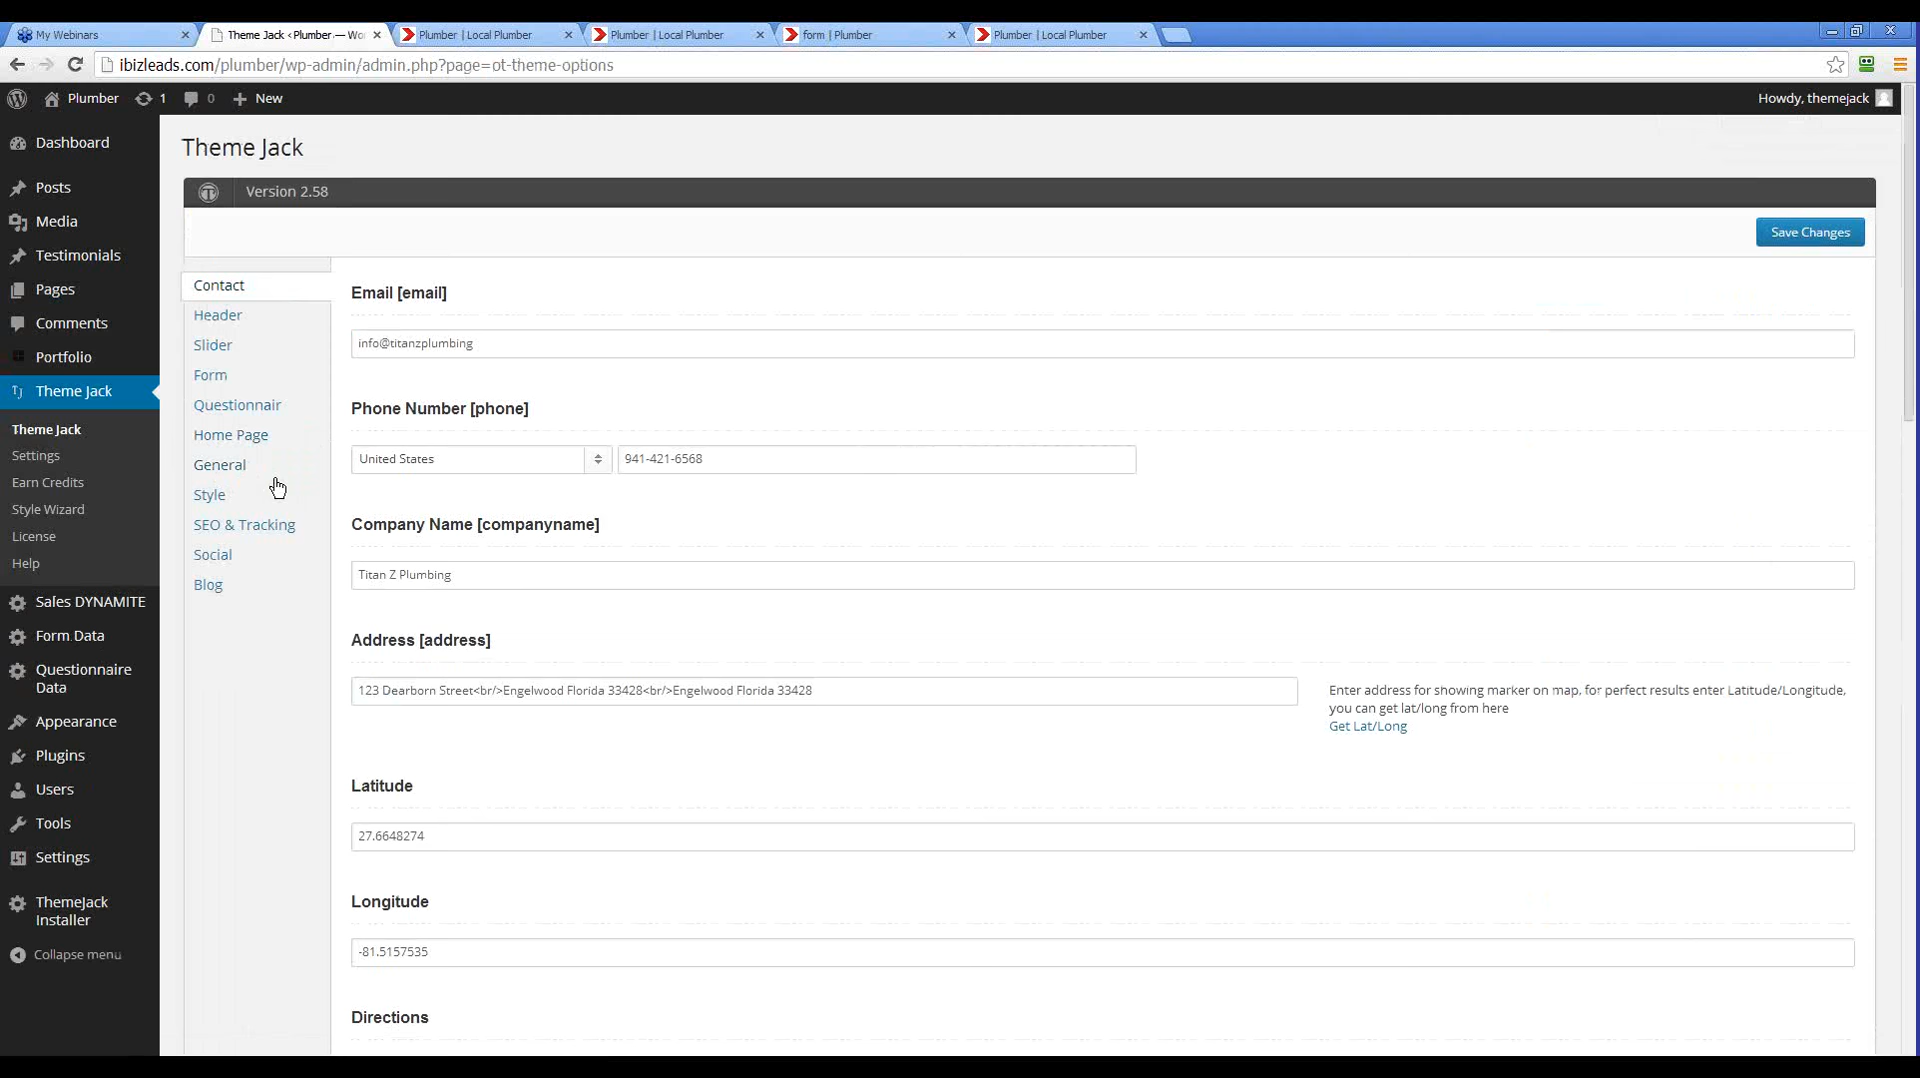 My Webinars
Theme Jack ‹ Plumber — Wo
Plumber | Local Plumber
Plumber | Local Plumber
form | Plumber
Plumber | Local Plumber
ibizleads.com/plumber/wp-admin/admin.php?page=ot-theme-options
Plumber
1
0
New
Howdy, themejack
Dashboard
Posts
Media
Testimonials
Pages
Comments
Portfolio
TJ Theme Jack
Theme Jack
Settings
Earn Credits
Style Wizard
License
Help
Sales DYNAMITE
Form Data
Questionnaire
Data
Appearance
Plugins
Users
Tools
Settings
ThemeJack
Installer
Collapse menu
Theme Jack
Version 2.58
Save Changes
Contact
Header
Slider
Form
Questionnair
Home Page
General
Style
SEO & Tracking
Social
Blog
Email [email]
info@titanzplumbing
Phone Number [phone]
United States
941-421-6568
Company Name [companyname]
Titan Z Plumbing
Address [address]
123 Dearborn Street<br/>Engelwood Florida 33428<br/>Engelwood Florida 33428
Enter address for showing marker on map, for perfect results enter Latitude/Longitude,
you can get lat/long from here
Get Lat/Long
Latitude
27.6648274
Longitude
-81.5157535
Directions